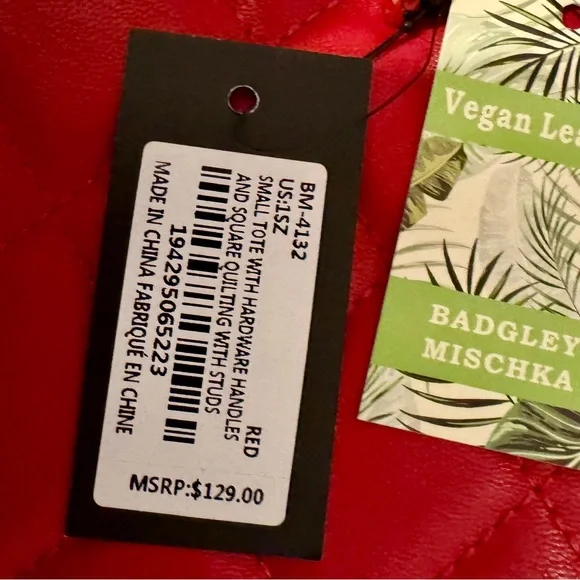 BM-4132
US:1SZ RED
SMALL TOTE WITH HARDWARE HANDLES
AND SQUARE QUILTING WITH STUDS
194295065223
MADE IN CHINA FABRIQUÉ EN CHINE
MSRP:$129.00
Vegan Lea
BADGLEY
MISCHKA